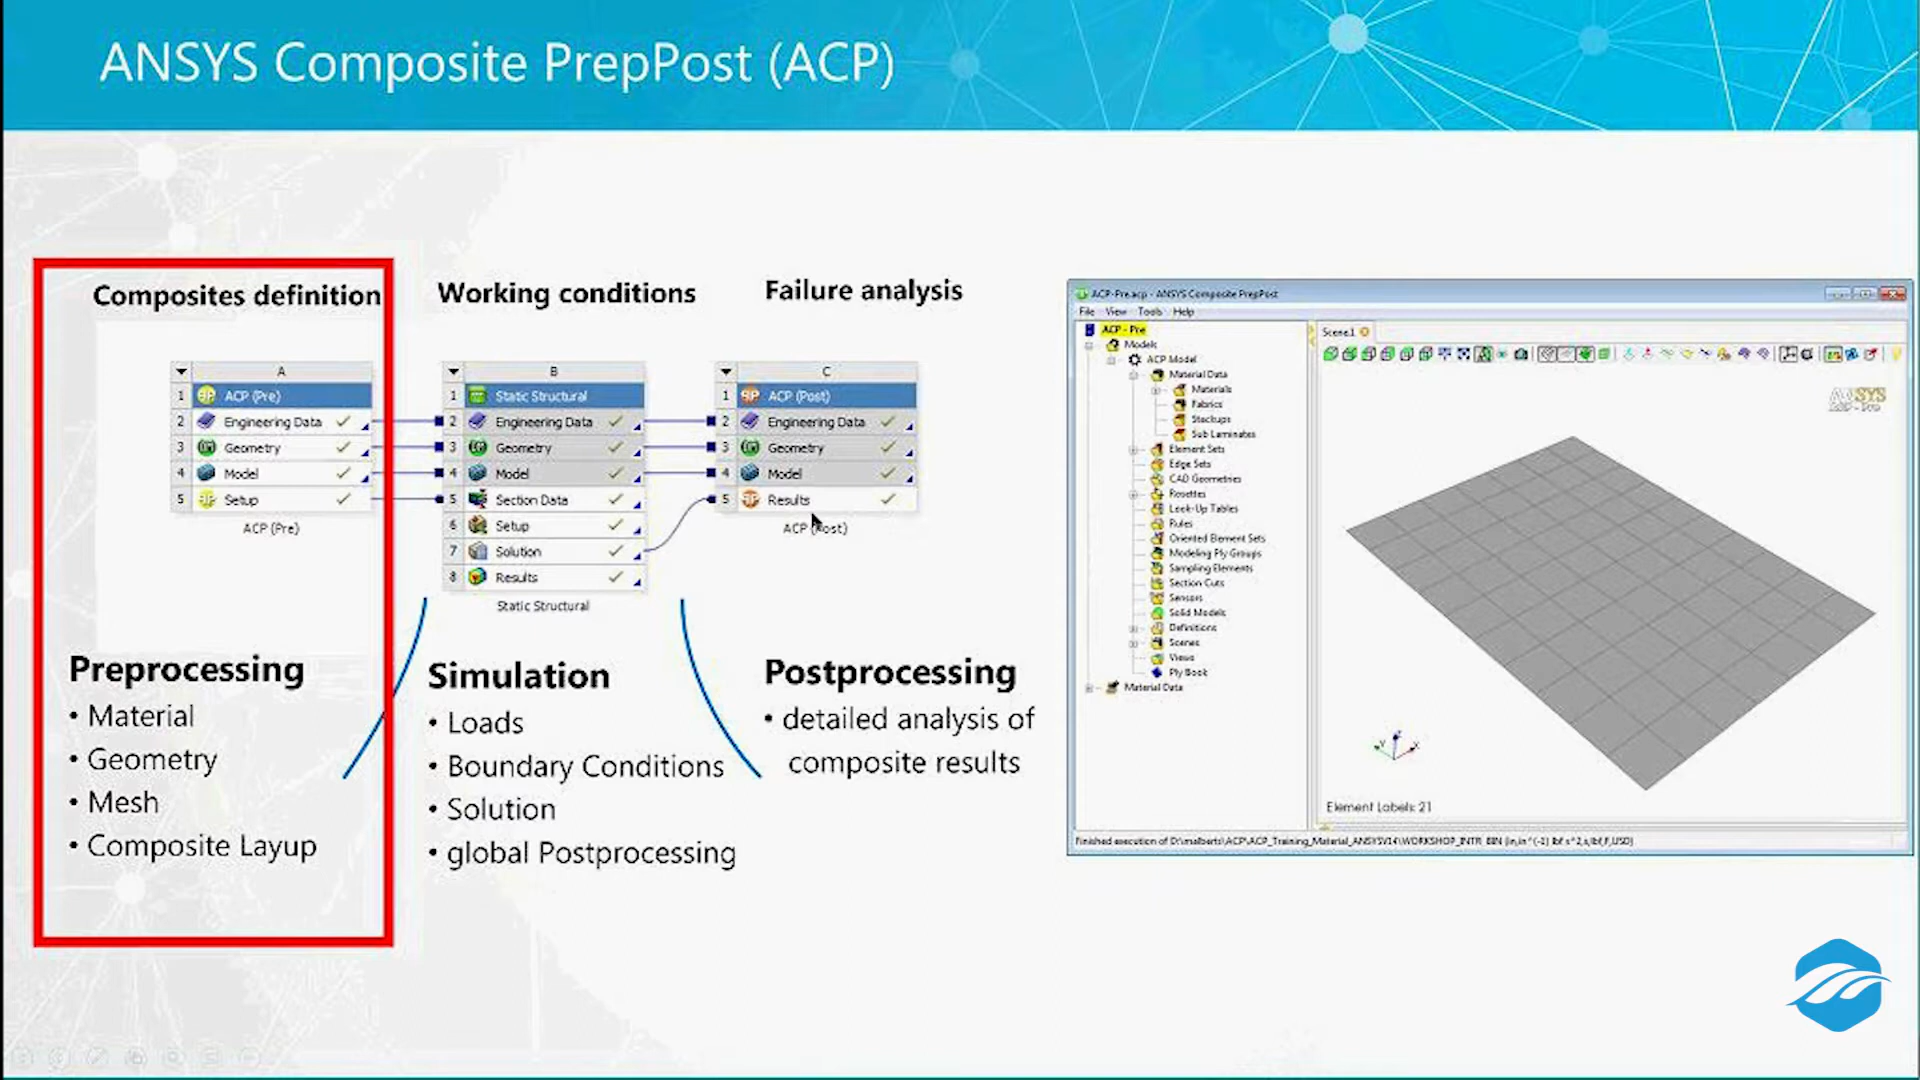 ANSYS Composite PrepPost (ACP)
Composites definition
Working conditions
Failure analysis
A
1 ACP (Pre)
2 Engineering Data
3 Geometry
4 Model
5 Setup
ACP (Pre)
B
1 Static Structural
2 Engineering Data
3 Geometry
4 Model
5 Section Data
6 Setup
7 Solution
8 Results
Static Structural
C
1 ACP (Post)
2 Engineering Data
3 Geometry
4 Model
5 Results
ACP (Post)
Preprocessing
• Material
• Geometry
• Mesh
• Composite Layup
Simulation
• Loads
• Boundary Conditions
• Solution
• global Postprocessing
Postprocessing
• detailed analysis of
composite results
ACP-Pre.acp - ANSYS Composite PrepPost
File View Tools Help
ACP - Pre
Models
ACP Model
Material Data
Materials
Fabrics
Stackups
Sub Laminates
Element Sets
Edge Sets
CAD Geometries
Rosettes
Look-Up Tables
Rules
Oriented Element Sets
Modeling Ply Groups
Sampling Elements
Section Cuts
Sensors
Solid Models
Definitions
Scenes
Views
Ply Book
Material Data
Scene.1
ANSYS
Element Labels: 21
Finished execution of